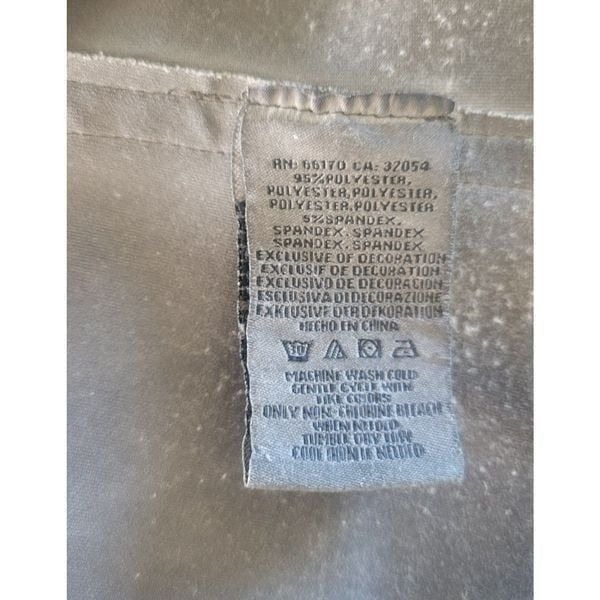 RN: 66170 CA: 37054
95%POLYESTER,
POLYESTER,POLYESTER,
POLYESTER,POLYESTER
5%SPANDEX,
SPANDEX, SPANDEX
SPANDEX, SPANDEX
EXCLUSIVE OF DECORATION
EXCLUSIF DE DECORATION
EXCLUSIVO DE DECORACION
ESCLUSIVA DI DECORAZIONE
EXKLUSIVE DER DEKORATION
HECHO EN CHINA
MACHINE WASH COLD
GENTLE CYCLE WITH
LIKE COLORS
ONLY NON-CHLORINE BLEACH
WHEN NEEDED
TUMBLE DRY LOW
COOL IRON IF NEEDED